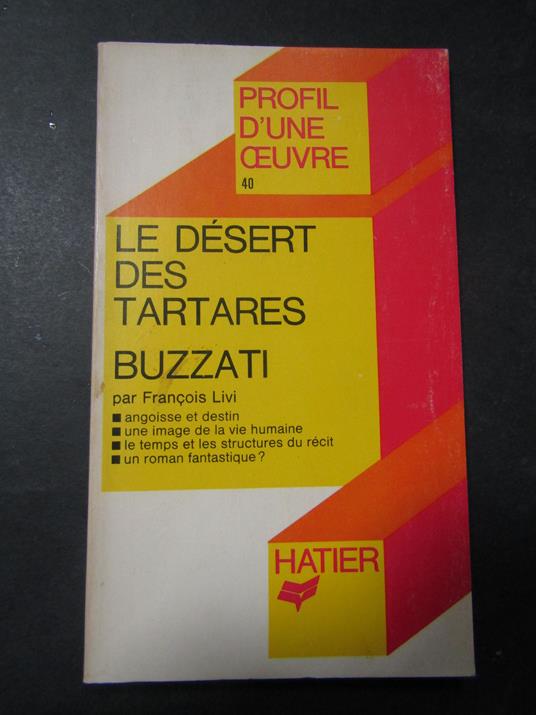 PROFIL
D'UNE
ŒUVRE
40
LE DÉSERT
DES
TARTARES
BUZZATI
par François Livi
■ angoisse et destin
■ une image de la vie humaine
■ le temps et les structures du récit
■ un roman fantastique?
HATIER